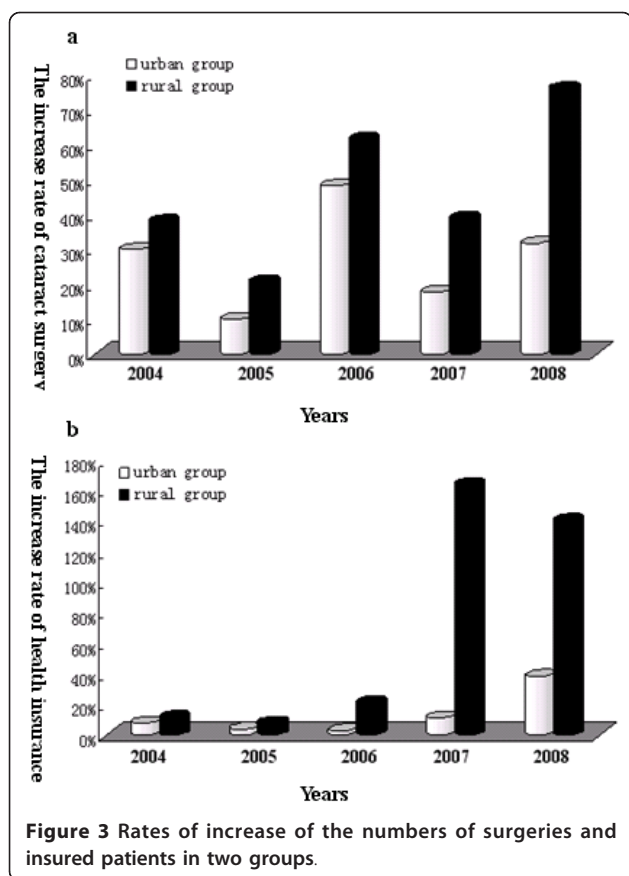 a
urban group
rural group
The increase rate of cataract surgery
80%
70%
60%
50%
40%
30%
20%
10%
0%
2004 2005 2006 2007 2008
Years
b
urban group
rural group
The increase rate of health insurance
180%
160%
140%
120%
100%
80%
60%
40%
20%
0%
2004 2005 2006 2007 2008
Years
Figure 3 Rates of increase of the numbers of surgeries and
insured patients in two groups.